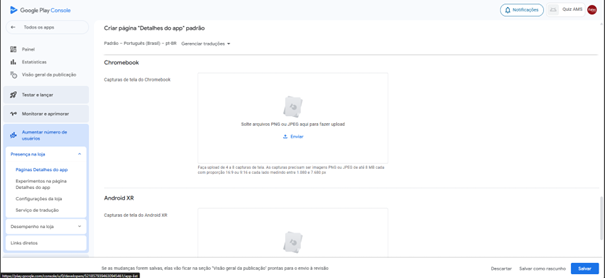 Google Play Console
Notificações
Quiz AMS
Todos os apps
Criar página "Detalhes do app" padrão
Padrão – Português (Brasil) – pt-BR
Gerenciar traduções
Painel
Estatísticas
Visão geral da publicação
Testar e lançar
Monitorar e aprimorar
Aumentar número de usuários
Presença na loja
Páginas Detalhes do app
Experimentos na página
Detalhes do app
Configurações da loja
Serviço de tradução
Desempenho na loja
Links diretos
Chromebook
Capturas de tela do Chromebook
Solte arquivos PNG ou JPEG aqui para fazer upload
Enviar
Faça upload de 4 a 8 capturas de tela. As capturas precisam ser imagens PNG ou JPEG de até 8 MB cada
com proporção 16:9 ou 9:16 e cada lado medindo entre 1.080 e 7.680 px
Android XR
Capturas de tela do Android XR
Se as mudanças forem salvas, elas vão ficar na seção "Visão geral da publicação" prontas para o envio à revisão
Descartar
Salvar como rascunho
Salvar